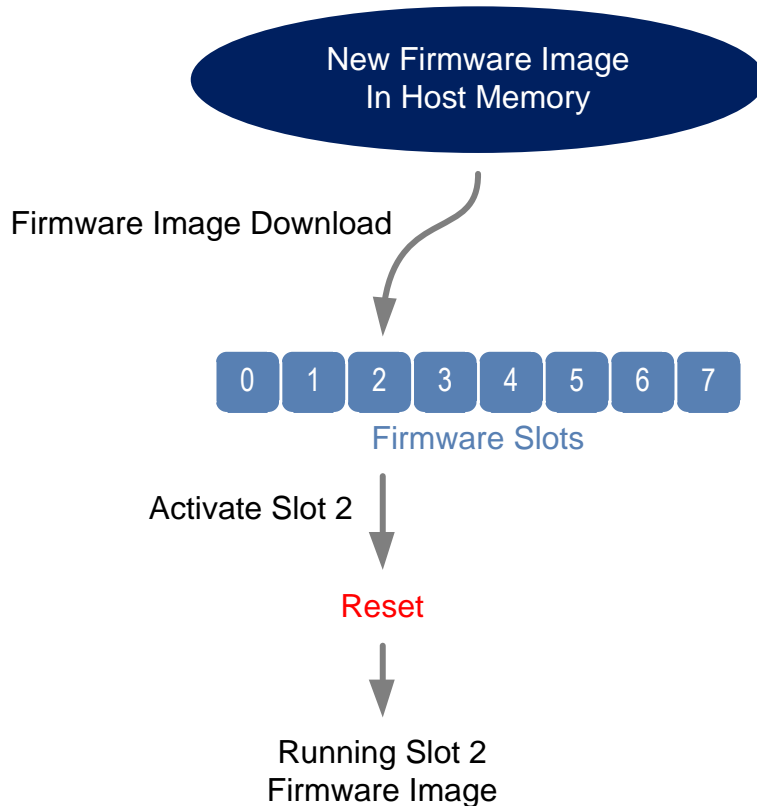 New Firmware Image
In Host Memory
Firmware Image Download
0 1 2 3 4 5 6 7
Firmware Slots
Activate Slot 2
Reset
Running Slot 2
Firmware Image